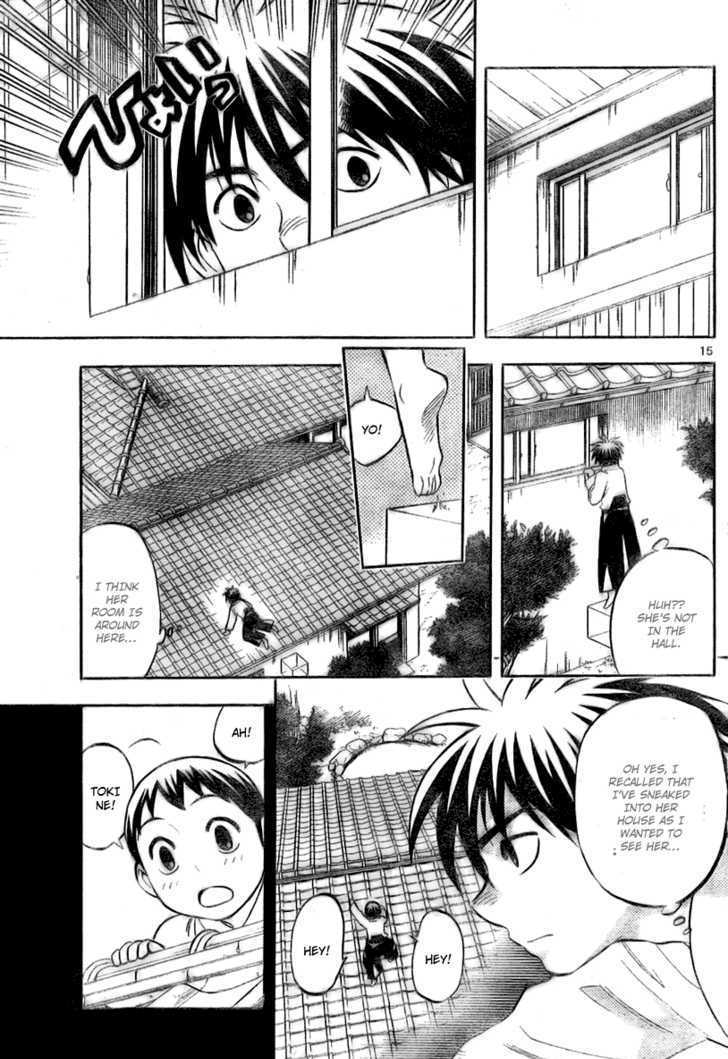 ひょいっ
15
HUH??
SHE'S NOT
IN THE
HALL.
YO!
I THINK
HER
ROOM IS
AROUND
HERE...
OH YES, I
RECALLED THAT
I'VE SNEAKED
INTO HER
HOUSE AS I
WANTED TO
SEE HER...
HEY!
HEY!
AH!
TOKI
NE!